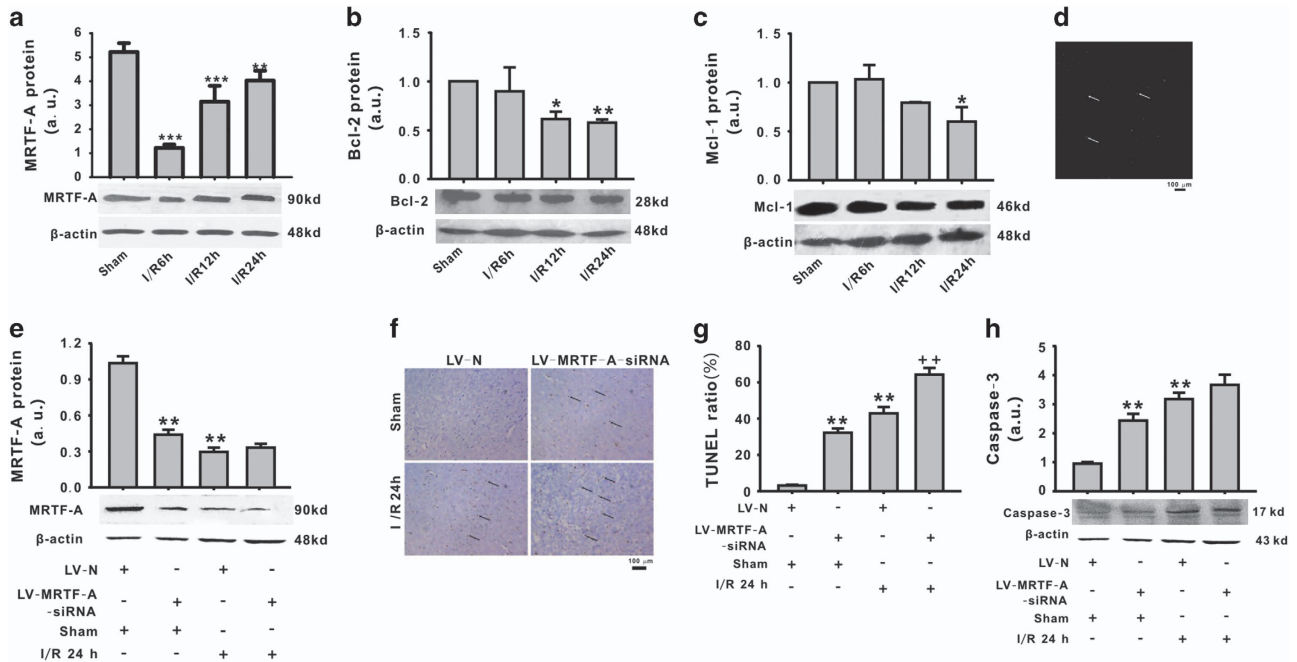 a
MRTF-A protein
(a. u.)
6
5
4
3
2
1
0
***
***
**
MRTF-A
90kd
β-actin
48kd
Sham
I/R6h
I/R12h
I/R24h
b
Bcl-2 protein
(a.u.)
1.5
1.0
0.5
0.0
*
**
Bcl-2
28kd
β-actin
48kd
Sham
I/R6h
I/R12h
I/R24h
c
Mcl-1 protein
(a.u.)
1.5
1.0
0.5
0.0
*
Mcl-1
46kd
β-actin
48kd
Sham
I/R6h
I/R12h
I/R24h
d
100 μm
e
MRTF-A protein
(a. u.)
1.2
0.9
0.6
0.3
0.0
**
**
MRTF-A
90kd
β-actin
48kd
LV-N + - + -
LV-MRTF-A
-siRNA - + - +
Sham + + - -
I/R 24 h - - + +
f
LV-N LV-MRTF-A-siRNA
Sham
I/R24h
100 μm
g
TUNEL ratio(%)
80
60
40
20
0
**
**
++
LV-N + - + -
LV-MRTF-A
-siRNA - + - +
Sham + + - -
I/R 24 h - - + +
h
Caspase-3
(a.u.)
5
4
3
2
1
0
**
**
Caspase-3
17 kd
β-actin
43 kd
LV-N + - + -
LV-MRTF-A
-siRNA - + - +
Sham + + - -
I/R 24 h - - + +